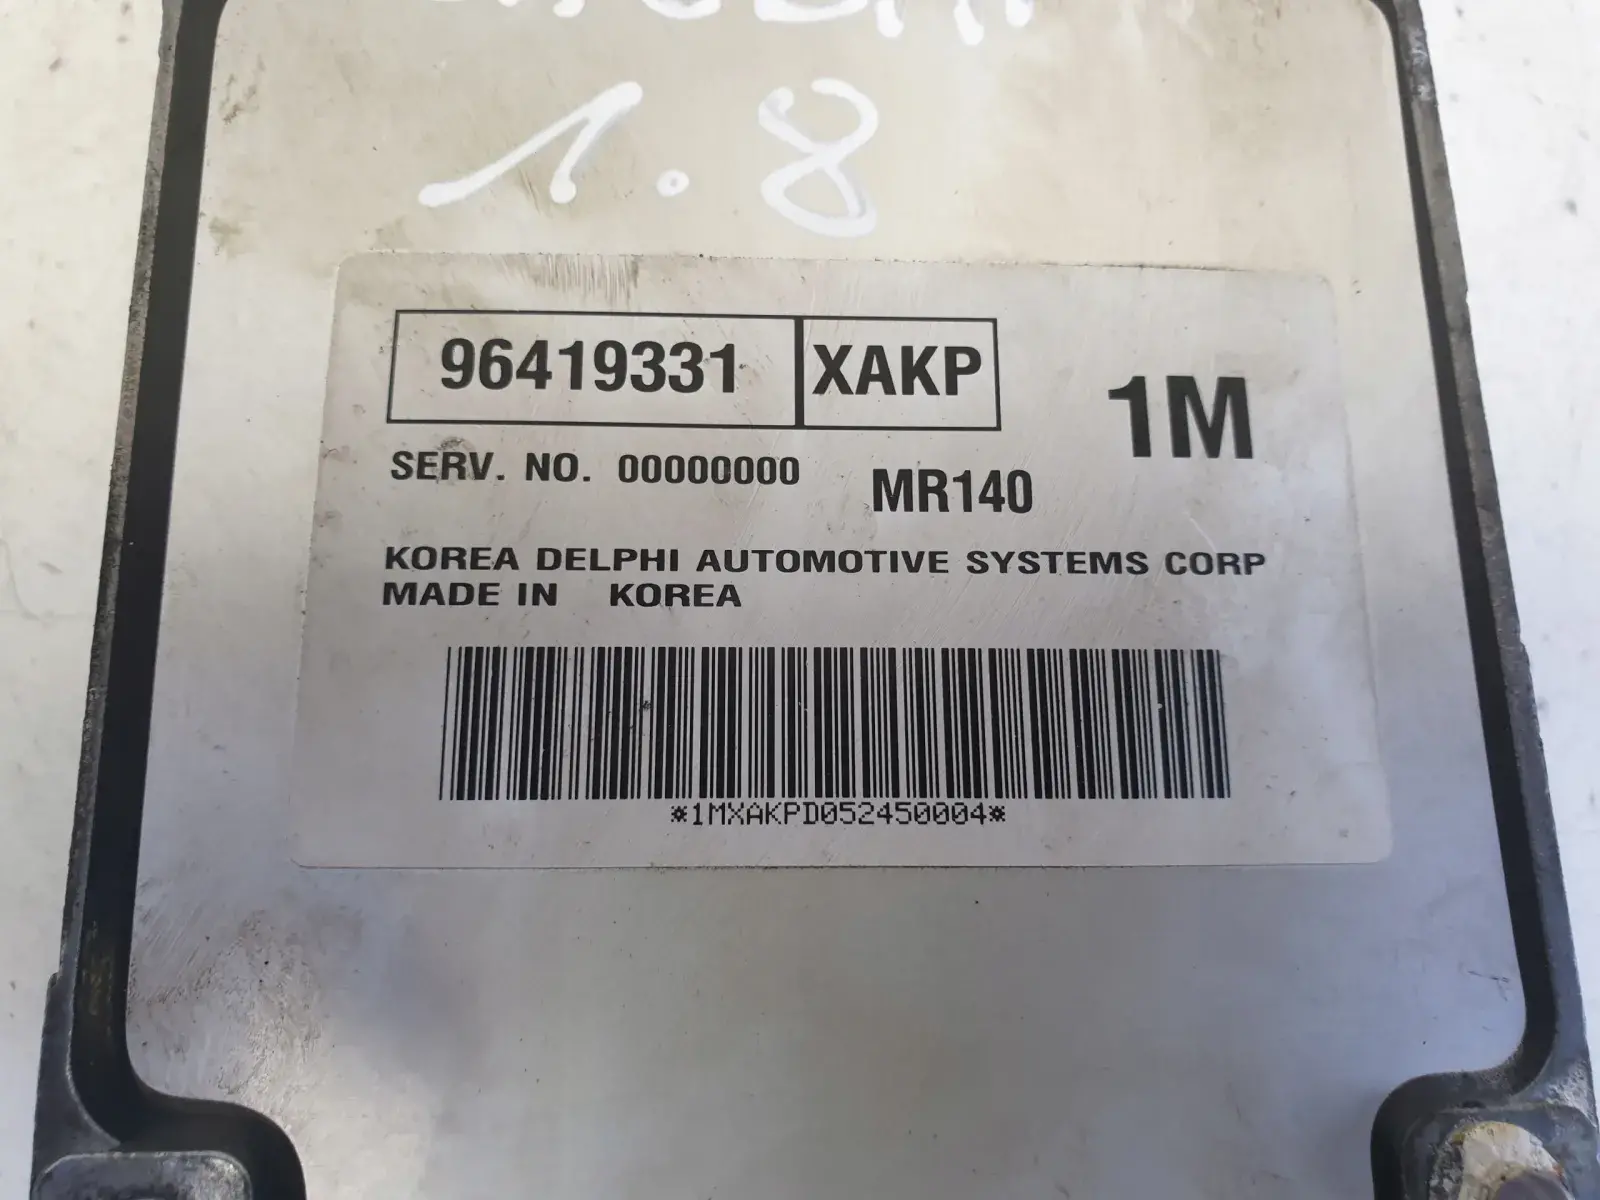 1.8
96419331 XAKP
1M
SERV. NO. 00000000 MR140
KOREA DELPHI AUTOMOTIVE SYSTEMS CORP
MADE IN KOREA
*1MXAKPD052450004*